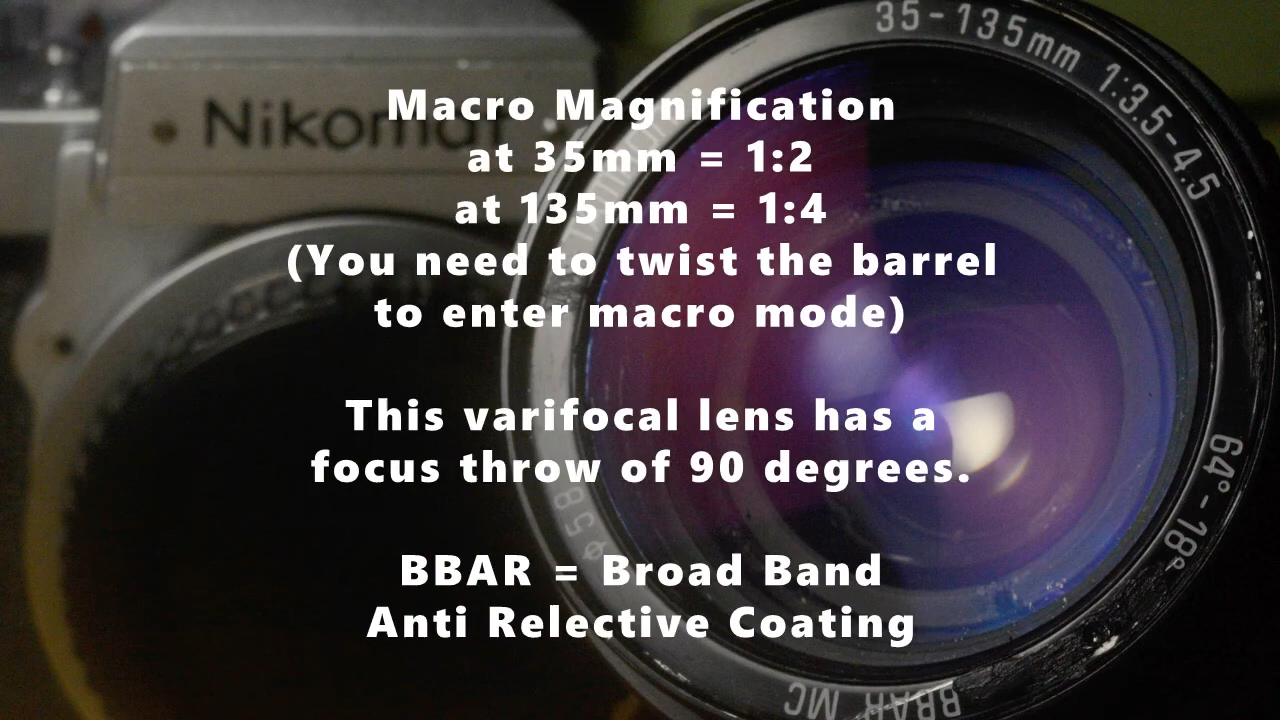 Nikomat
35-135mm 1:3.5-4.5
Macro Magnification
at 35mm = 1:2
at 135mm = 1:4
(You need to twist the barrel
to enter macro mode)
This varifocal lens has a
focus throw of 90 degrees.
64°-18°
ϕ58
BBAR = Broad Band
Anti Relective Coating
BBAR MC